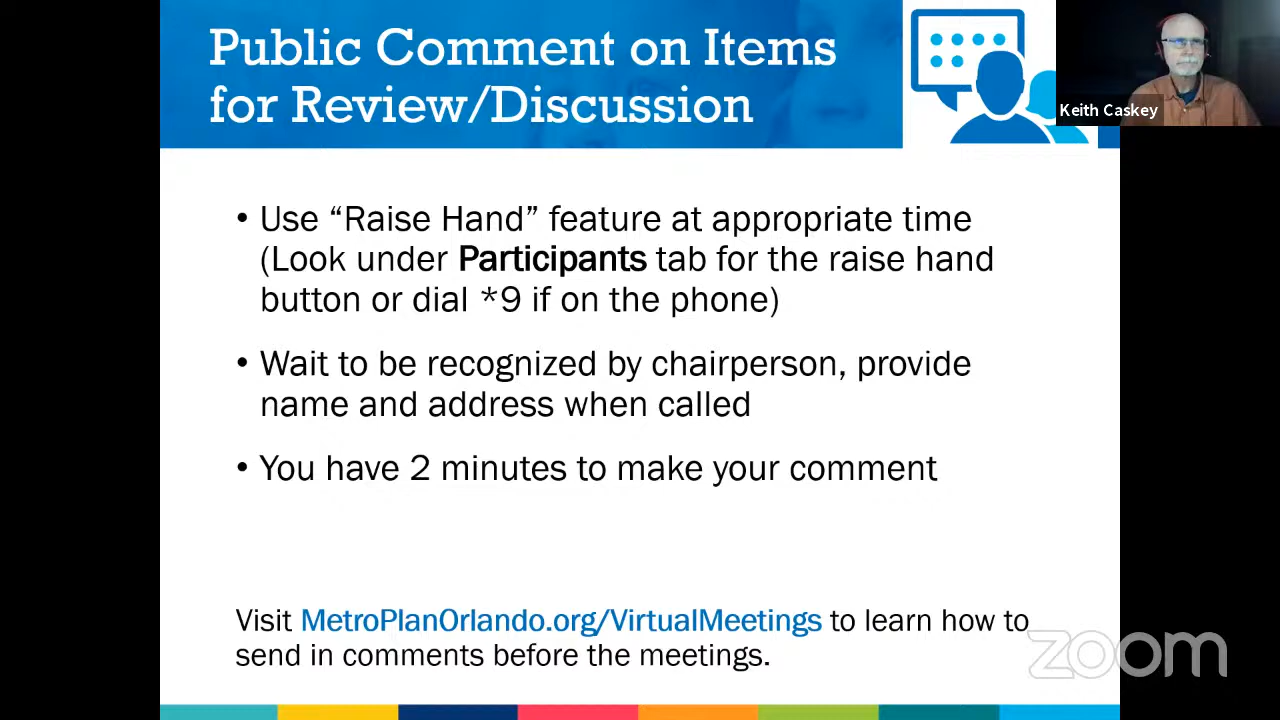 Public Comment on Items
for Review/Discussion
Keith Caskey
• Use “Raise Hand” feature at appropriate time
(Look under Participants tab for the raise hand
button or dial *9 if on the phone)
• Wait to be recognized by chairperson, provide
name and address when called
• You have 2 minutes to make your comment
Visit MetroPlanOrlando.org/VirtualMeetings to learn how to
send in comments before the meetings.
zoom